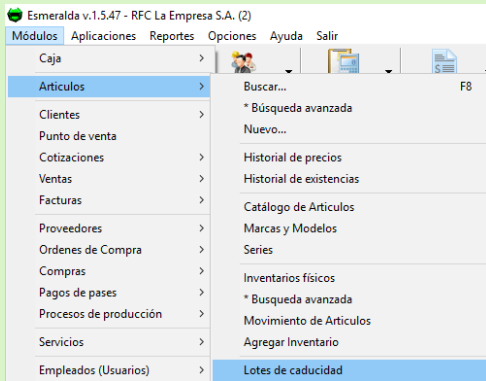 Esmeralda v.1.5.47 - RFC La Empresa S.A. (2)
Módulos Aplicaciones Reportes Opciones Ayuda Salir
Caja
Articulos
Clientes
Punto de venta
Cotizaciones
Ventas
Facturas
Proveedores
Ordenes de Compra
Compras
Pagos de pases
Procesos de producción
Servicios
Empleados (Usuarios)
Buscar... F8
* Búsqueda avanzada
Nuevo...
Historial de precios
Historial de existencias
Catálogo de Articulos
Marcas y Modelos
Series
Inventarios físicos
* Busqueda avanzada
Movimiento de Articulos
Agregar Inventario
Lotes de caducidad